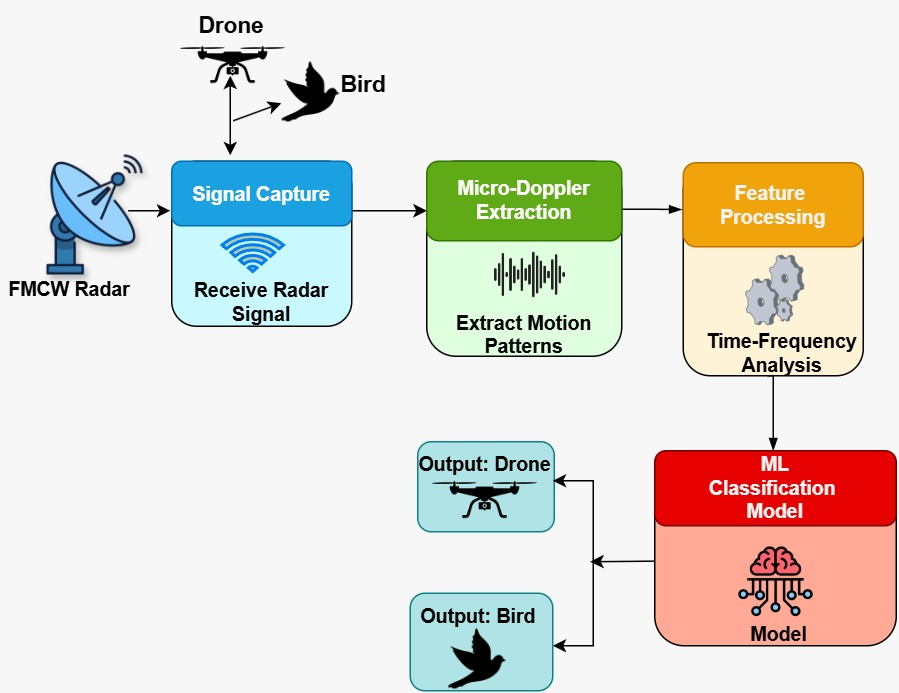 Drone
Bird
FMCW Radar
Signal Capture
Receive Radar
Signal
Micro-Doppler
Extraction
Extract Motion
Patterns
Feature
Processing
Time-Frequency
Analysis
ML
Classification
Model
Model
Output: Drone
Output: Bird